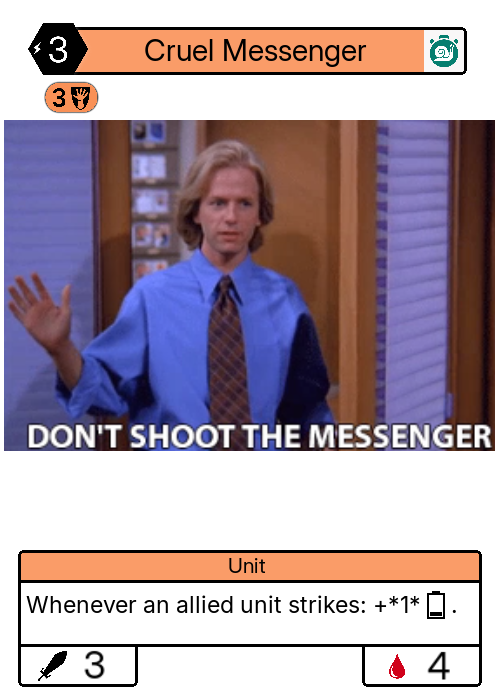 3 Cruel Messenger
3
DON'T SHOOT THE MESSENGER
Unit
Whenever an allied unit strikes: +*1* .
3 4